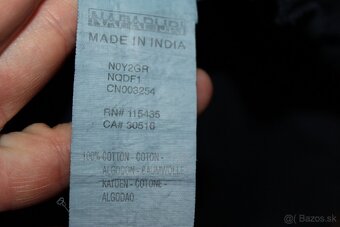 NAPAPIJRI
MADE IN INDIA
N0Y2GR
NQDF1
CN003254
RN# 115435
CA# 30516
100% COTTON - COTON -
ALGODON - BAUMWOLLE
KATOEN - COTONE -
ALGODAO
© Bazos.sk